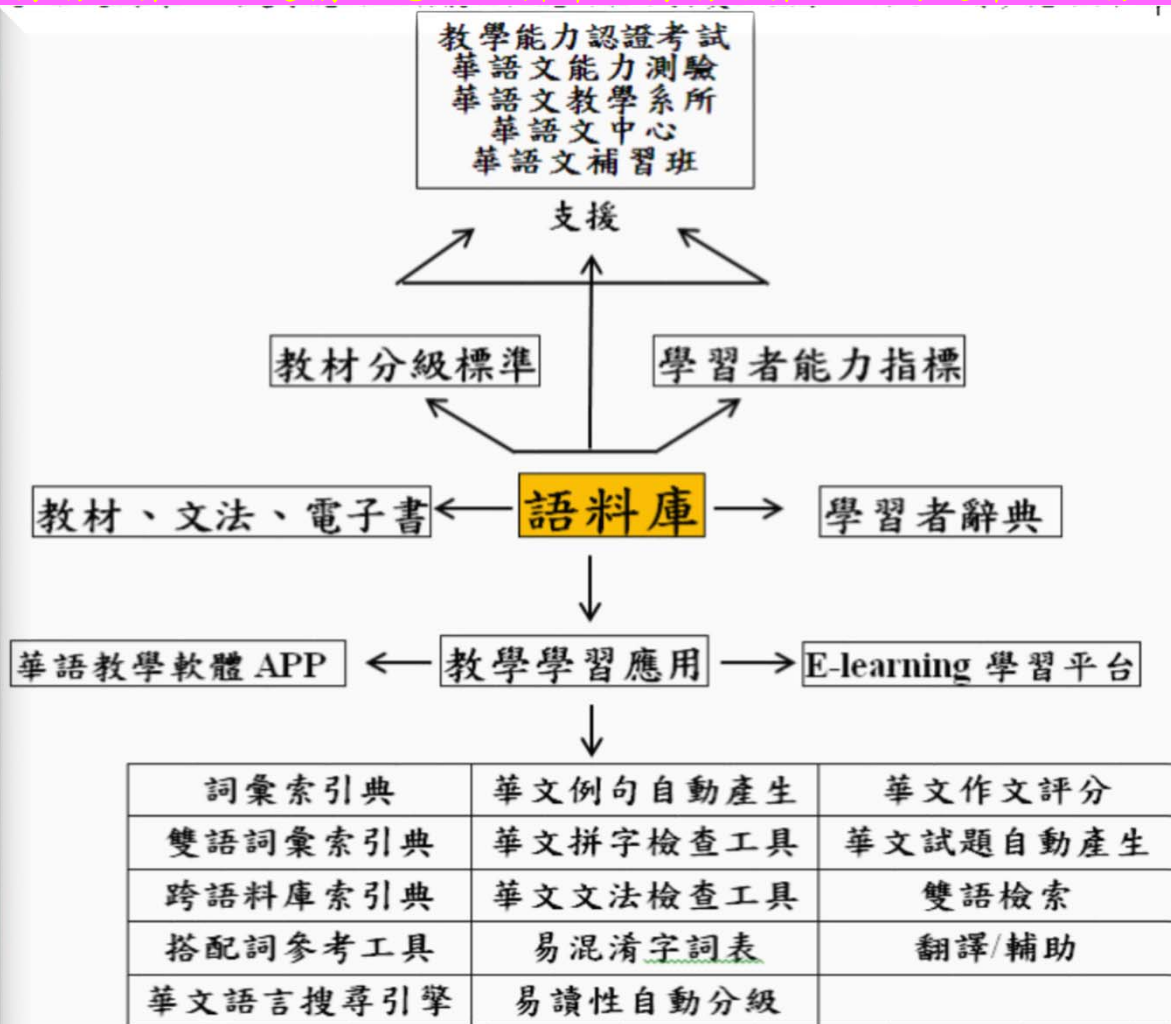 教學能力認證考試
華語文能力測驗
華語文教學系所
華語文中心
華語文補習班
支援
教材分級標準
學習者能力指標
教材、文法、電子書
語料庫
學習者辭典
華語教學軟體 APP
教學學習應用
E-learning 學習平台
詞彙索引典
華文例句自動產生
華文作文評分
雙語詞彙索引典
華文拼字檢查工具
華文試題自動產生
跨語料庫索引典
華文文法檢查工具
雙語檢索
搭配詞參考工具
易混淆字詞表
翻譯/輔助
華文語言搜尋引擎
易讀性自動分級